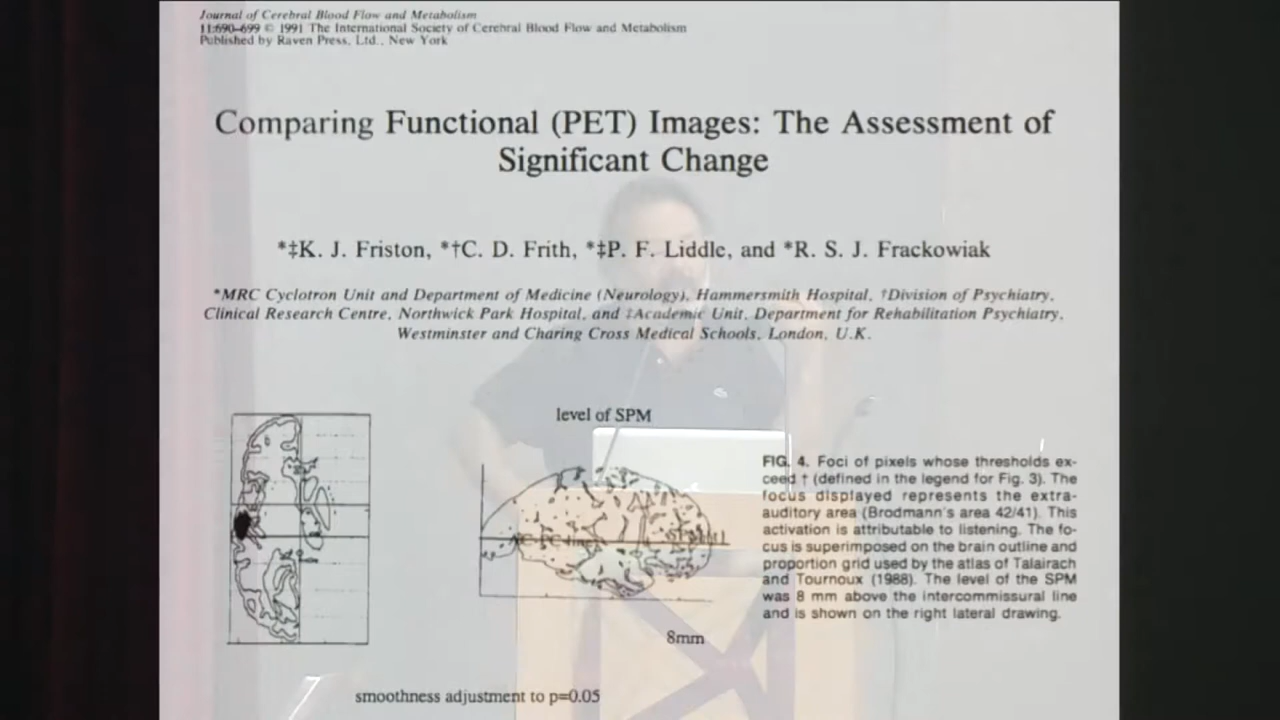 Journal of Cerebral Blood Flow and Metabolism
11:690–699 © 1991 The International Society of Cerebral Blood Flow and Metabolism
Published by Raven Press, Ltd., New York
Comparing Functional (PET) Images: The Assessment of
Significant Change
*‡K. J. Friston, *†C. D. Frith, *‡P. F. Liddle, and *R. S. J. Frackowiak
*MRC Cyclotron Unit and Department of Medicine (Neurology), Hammersmith Hospital, †Division of Psychiatry,
Clinical Research Centre, Northwick Park Hospital, and ‡Academic Unit, Department for Rehabilitation Psychiatry,
Westminster and Charing Cross Medical Schools, London, U.K.
level of SPM
8mm
smoothness adjustment to p=0.05
FIG. 4. Foci of pixels whose thresholds ex-
ceed † (defined in the legend for Fig. 3). The
focus displayed represents the extra-
auditory area (Brodmann's area 42/41). This
activation is attributable to listening. The fo-
cus is superimposed on the brain outline and
proportion grid used by the atlas of Talairach
and Tournoux (1988). The level of the SPM
was 8 mm above the intercommissural line
and is shown on the right lateral drawing.